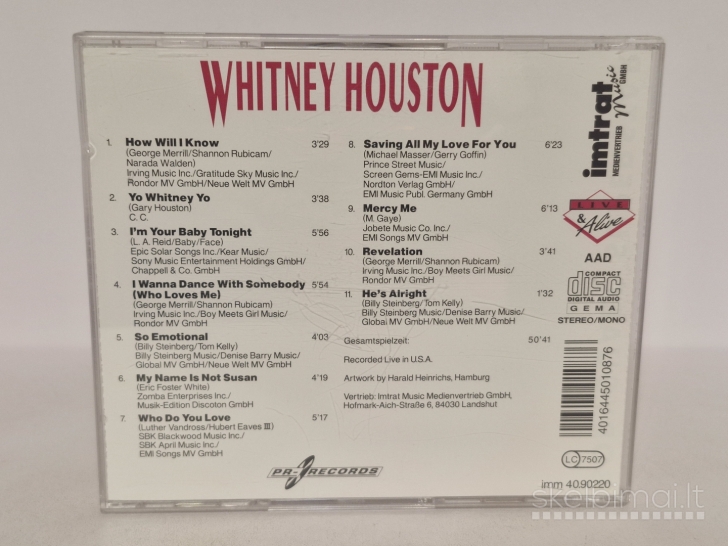 WHITNEY HOUSTON
1. How Will I Know 3'29
(George Merrill/Shannon Rubicam/
Narada Walden)
Irving Music Inc./Gratitude Sky Music Inc./
Rondor MV GmbH/Neue Welt MV GmbH
2. Yo Whitney Yo 3'38
(Gary Houston)
C. C.
3. I'm Your Baby Tonight 5'56
(L. A. Reid/Baby/Face)
Epic Solar Songs Inc./Kear Music/
Sony Music Entertainment Holdings GmbH/
Chappell & Co. GmbH
4. I Wanna Dance With Somebody 5'54
(Who Loves Me)
(George Merrill/Shannon Rubicam)
Irving Music Inc./Boy Meets Girl Music/
Rondor MV GmbH
5. So Emotional 4'03
(Billy Steinberg/Tom Kelly)
Billy Steinberg Music/Denise Barry Music/
Global MV GmbH/Neue Welt MV GmbH
6. My Name Is Not Susan 4'19
(Eric Foster White)
Zomba Enterprises Inc./
Musik-Edition Discoton GmbH
7. Who Do You Love 5'17
(Luther Vandross/Hubert Eaves III)
SBK Blackwood Music Inc./
SBK April Music Inc./
EMI Songs MV GmbH
8. Saving All My Love For You 6'23
(Michael Masser/Gerry Goffin)
Prince Street Music/
Screen Gems-EMI Music Inc./
Nordton Verlag GmbH/
EMI Music Publ. Germany GmbH
9. Mercy Me 6'13
(M. Gaye)
Jobete Music Co. Inc./
EMI Songs MV GmbH
10. Revelation 3'41
(George Merrill/Shannon Rubicam)
Irving Music Inc./Boy Meets Girl Music/
Rondor MV GmbH
11. He's Alright 1'32
(Billy Steinberg/Tom Kelly)
Billy Steinberg Music/Denise Barry Music/
Global MV GmbH/Neue Welt MV GmbH
Gesamtspielzeit: 50'41
Recorded Live in U.S.A.
Artwork by Harald Heinrichs, Hamburg
Vertrieb: Imtrat Music Medienvertrieb GmbH,
Hofmark-Aich-Straße 6, 84030 Landshut
PR RECORDS
imtrat
Music
MEDIENVERTRIEB GMBH
LIVE
& Alive
AAD
COMPACT
disc
DIGITAL AUDIO
GEMA
STEREO/MONO
4016445010876
LC 7507
imm 40.90220
skelbimai.lt